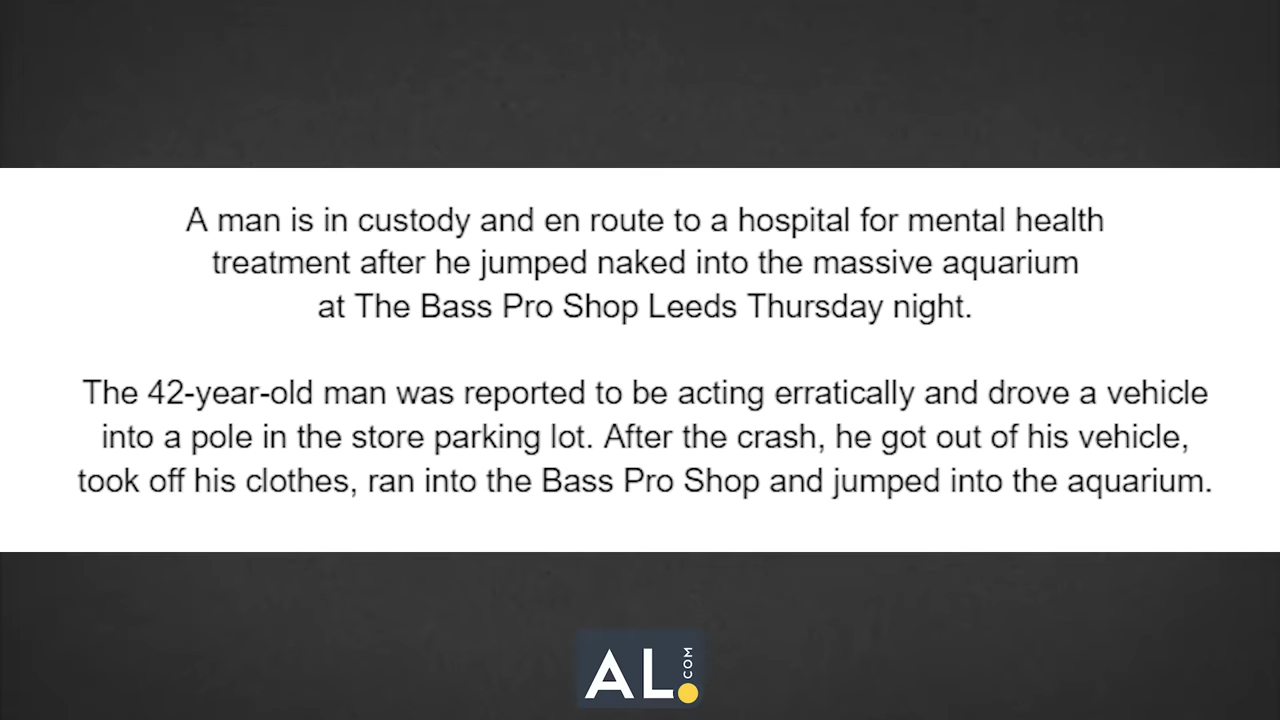 A man is in custody and en route to a hospital for mental health
treatment after he jumped naked into the massive aquarium
at The Bass Pro Shop Leeds Thursday night.
The 42-year-old man was reported to be acting erratically and drove a vehicle
into a pole in the store parking lot. After the crash, he got out of his vehicle,
took off his clothes, ran into the Bass Pro Shop and jumped into the aquarium.
AL.COM